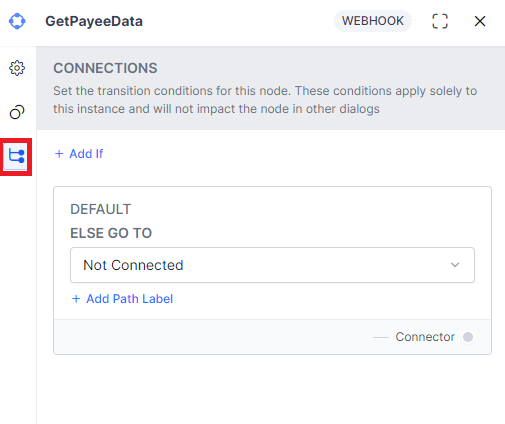 GetPayeeData
WEBHOOK
CONNECTIONS
Set the transition conditions for this node. These conditions apply solely to
this instance and will not impact the node in other dialogs
+ Add If
DEFAULT
ELSE GO TO
Not Connected
+ Add Path Label
Connector